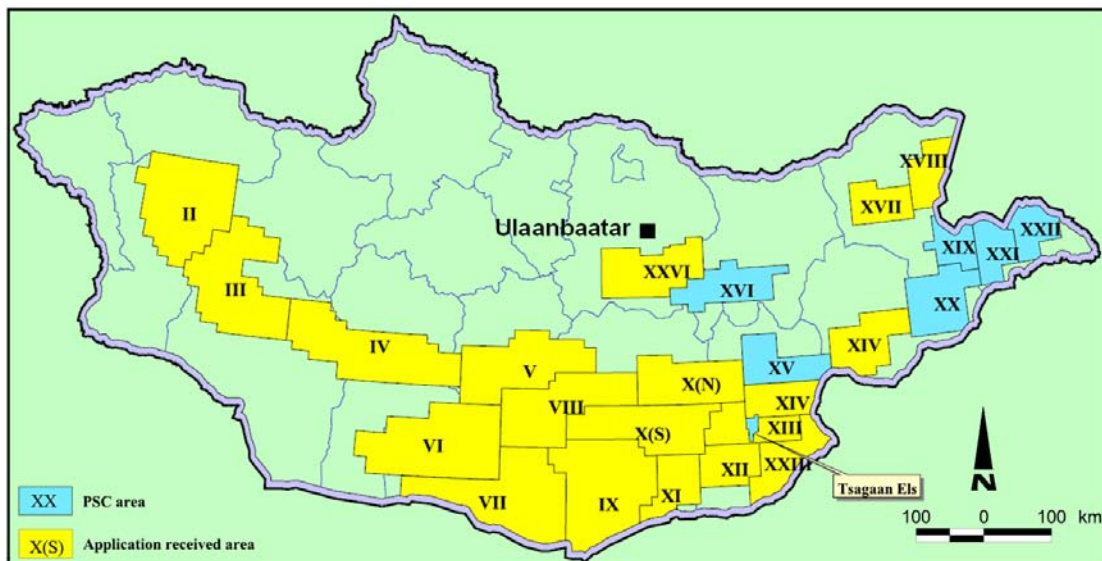 XVIII
II
XVII
XXII
Ulaanbaatar
XIX
XXI
XXVI
III
XVI
XX
IV
XIV
V
XV
X(N)
VIII
XIV
XIII
X(S)
VI
XII
XXIII
Tsagaan Els
N
VII
IX
XI
XX PSC area
X(S) Application received area
100 0 100 km